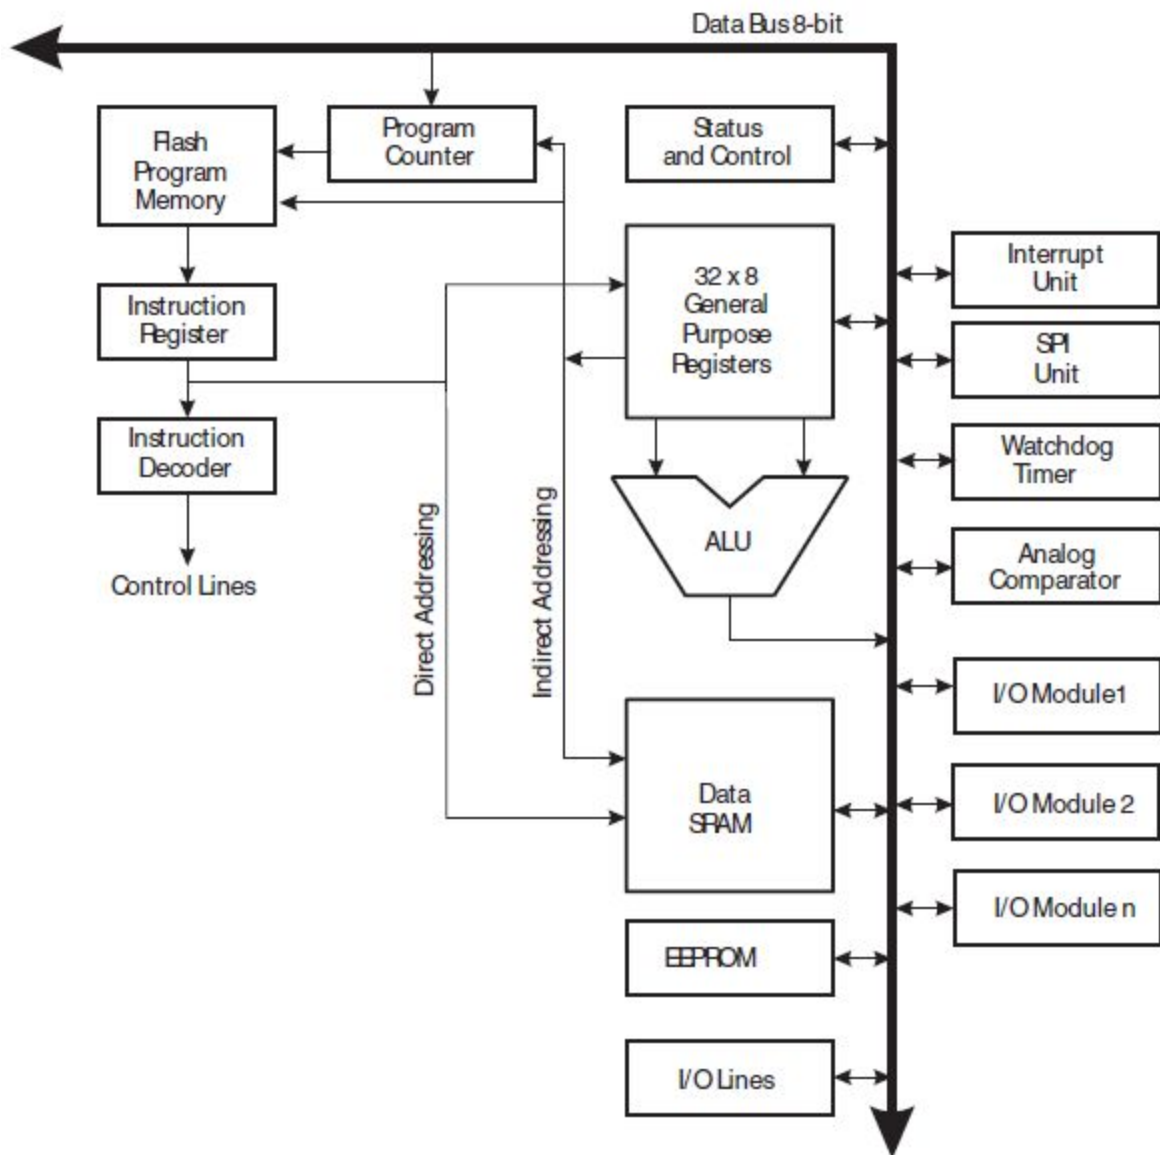 Data Bus 8-bit
Flash
Program
Memory
Program
Counter
Status
and Control
32 x 8
General
Purpose
Registers
Interrupt
Unit
Instruction
Register
SPI
Unit
Instruction
Decoder
Watchdog
Timer
Control Lines
Direct Addressing
Indirect Addressing
ALU
Analog
Comparator
I/O Module1
Data
SRAM
I/O Module 2
I/O Module n
EEPROM
I/O Lines